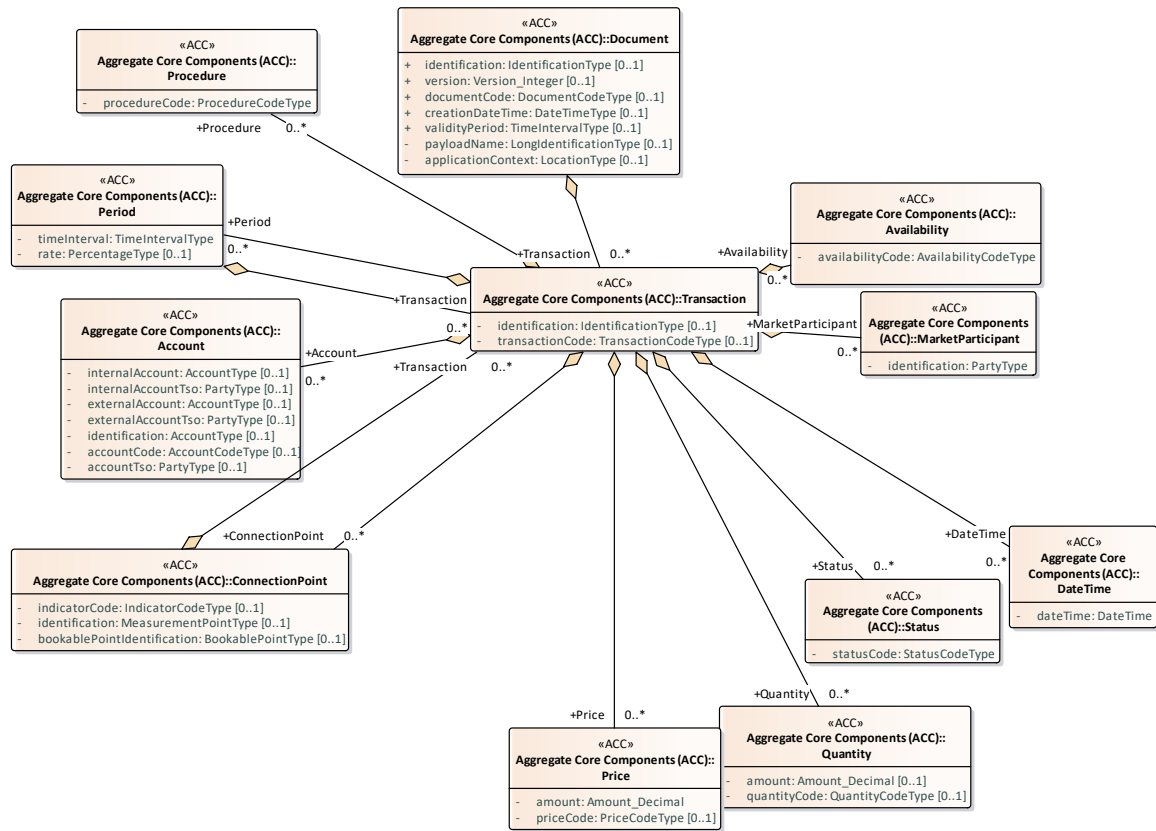 «ACC»
Aggregate Core Components (ACC)::Document
+ identification: IdentificationType [0..1]
+ version: Version_Integer [0..1]
+ documentCode: DocumentCodeType [0..1]
+ creationDateTime: DateTimeType [0..1]
+ validityPeriod: TimeIntervalType [0..1]
- payloadName: LongIdentificationType [0..1]
- applicationContext: LocationType [0..1]
«ACC»
Aggregate Core Components (ACC)::
Procedure
- procedureCode: ProcedureCodeType
+Procedure 0..*
«ACC»
Aggregate Core Components (ACC)::
Period
- timeInterval: TimeIntervalType
- rate: PercentageType [0..1]
+Period
0..*
«ACC»
Aggregate Core Components (ACC)::
Availability
- availabilityCode: AvailabilityCodeType
+Availability
0..*
+Transaction 0..*
«ACC»
Aggregate Core Components (ACC)::Transaction
- identification: IdentificationType [0..1]
- transactionCode: TransactionCodeType [0..1]
+Transaction
0..*
+MarketParticipant
0..*
«ACC»
Aggregate Core Components
(ACC)::MarketParticipant
- identification: PartyType
«ACC»
Aggregate Core Components (ACC)::
Account
- internalAccount: AccountType [0..1]
- internalAccountTso: PartyType [0..1]
- externalAccount: AccountType [0..1]
- externalAccountTso: PartyType [0..1]
- identification: AccountType [0..1]
- accountCode: AccountCodeType [0..1]
- accountTso: PartyType [0..1]
+Account
0..*
+Transaction 0..*
+ConnectionPoint 0..*
«ACC»
Aggregate Core Components (ACC)::ConnectionPoint
- indicatorCode: IndicatorCodeType [0..1]
- identification: MeasurementPointType [0..1]
- bookablePointIdentification: BookablePointType [0..1]
+DateTime
0..*
«ACC»
Aggregate Core
Components (ACC)::
DateTime
- dateTime: DateTime
+Status 0..*
«ACC»
Aggregate Core Components
(ACC)::Status
- statusCode: StatusCodeType
+Quantity 0..*
«ACC»
Aggregate Core Components (ACC)::
Quantity
- amount: Amount_Decimal [0..1]
- quantityCode: QuantityCodeType [0..1]
+Price 0..*
«ACC»
Aggregate Core Components (ACC)::
Price
- amount: Amount_Decimal
- priceCode: PriceCodeType [0..1]